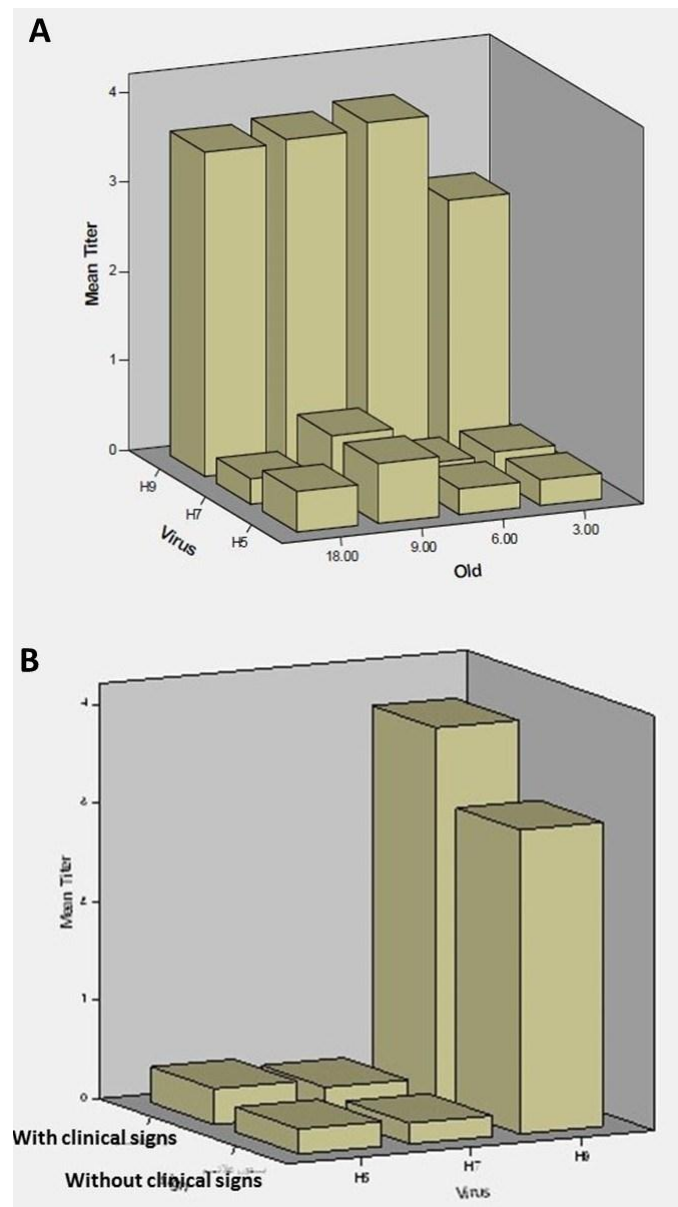 A
4
3
2
1
0
Mean Titer
H9
H7
H5
Virus
18.00
9.00
6.00
3.00
Old
B
4
1
0
Mean Titer
With clinical signs
Without clinical signs
H5
H7
H9
Virus